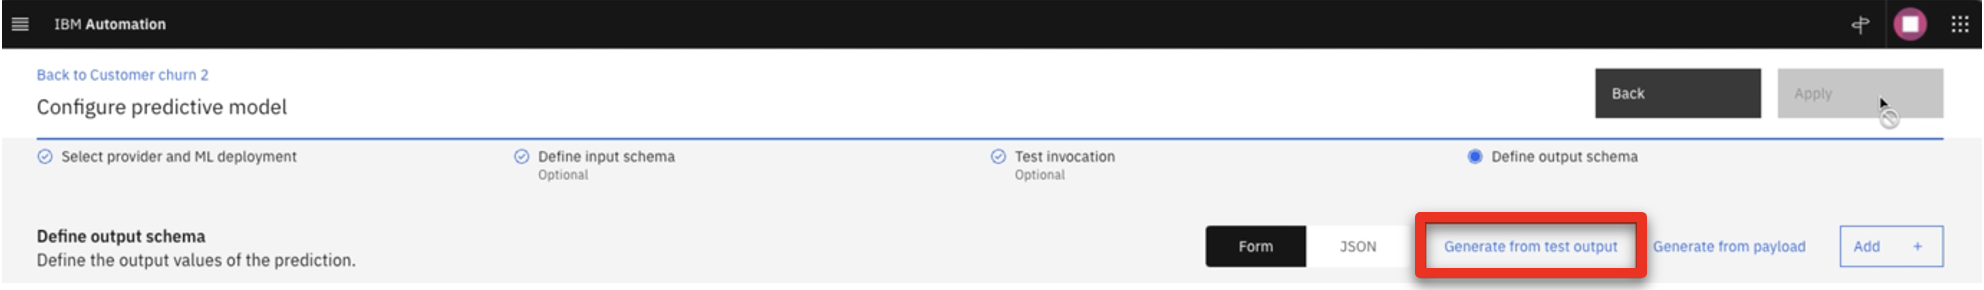 IBM Automation
Back to Customer churn 2
Configure predictive model
Back
Apply
Select provider and ML deployment
Define input schema
Optional
Test invocation
Optional
Define output schema
Define output schema
Define the output values of the prediction.
Form
JSON
Generate from test output
Generate from payload
Add +